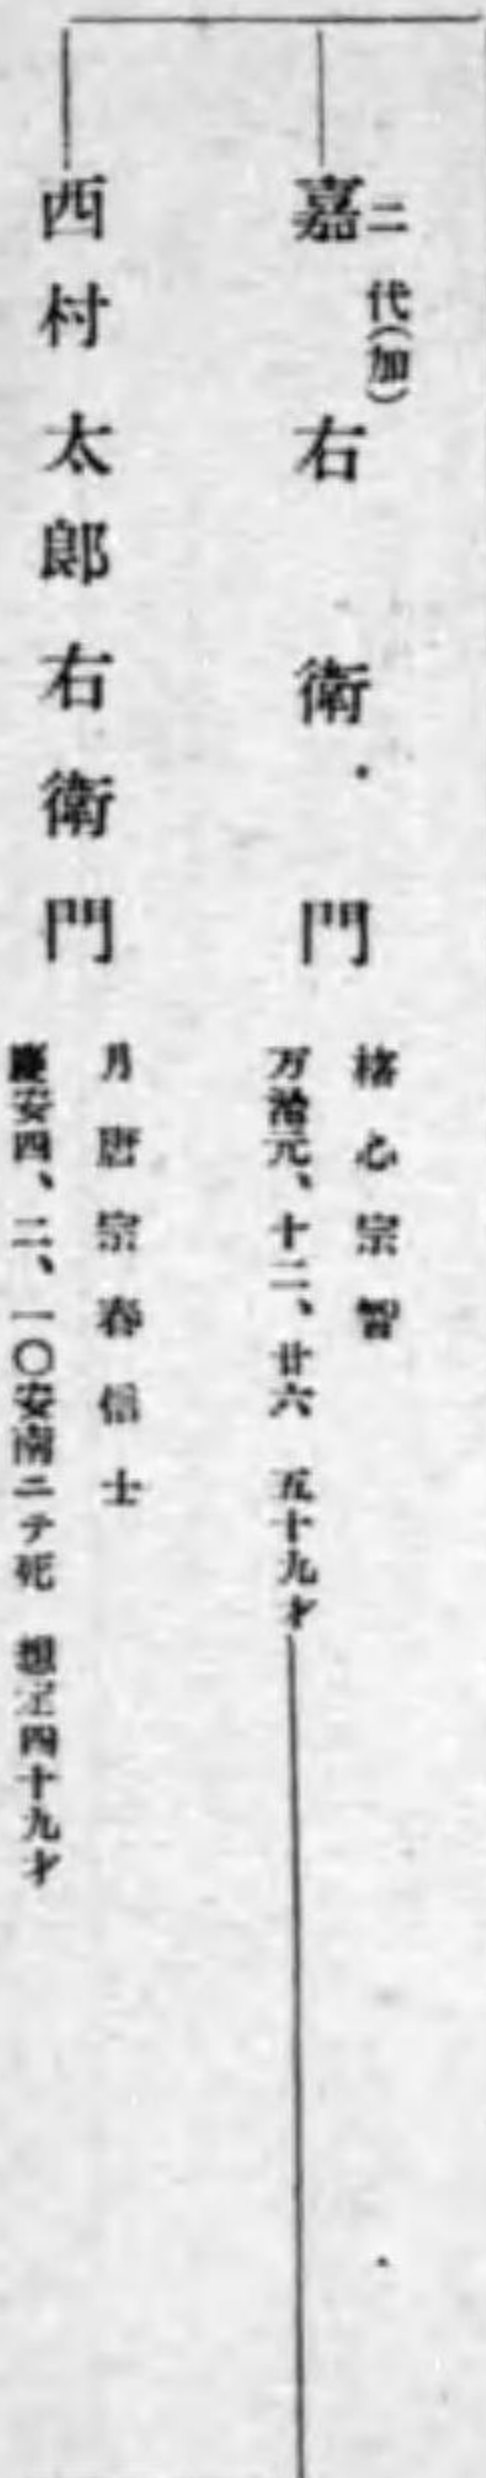 二代(加)
嘉右衛門
心宗智
万治元、十二、廿六 五十九才
西村太郎右衛門
月 宗春信士
慶安四、二、一〇安南ニテ死 想定四十九才